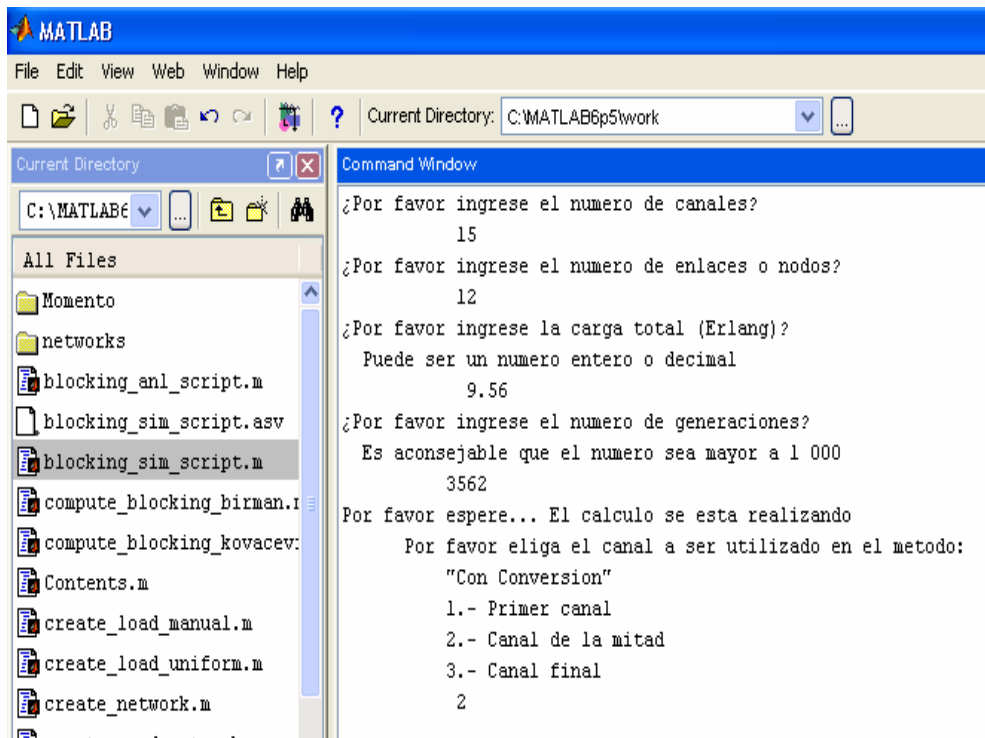 MATLAB
File Edit View Web Window Help
? Current Directory: C:\MATLAB6p5\work ...
Current Directory
C:\MATLAB6 ...
All Files
Momento
networks
blocking_anl_script.m
blocking_sim_script.asv
blocking_sim_script.m
compute_blocking_birman.
compute_blocking_kovacev
Contents.m
create_load_manual.m
create_load_uniform.m
create_network.m
Command Window
¿Por favor ingrese el numero de canales?
15
¿Por favor ingrese el numero de enlaces o nodos?
12
¿Por favor ingrese la carga total (Erlang)?
Puede ser un numero entero o decimal
9.56
¿Por favor ingrese el numero de generaciones?
Es aconsejable que el numero sea mayor a 1 000
3562
Por favor espere... El calculo se esta realizando
Por favor eliga el canal a ser utilizado en el metodo:
"Con Conversion"
1.- Primer canal
2.- Canal de la mitad
3.- Canal final
2